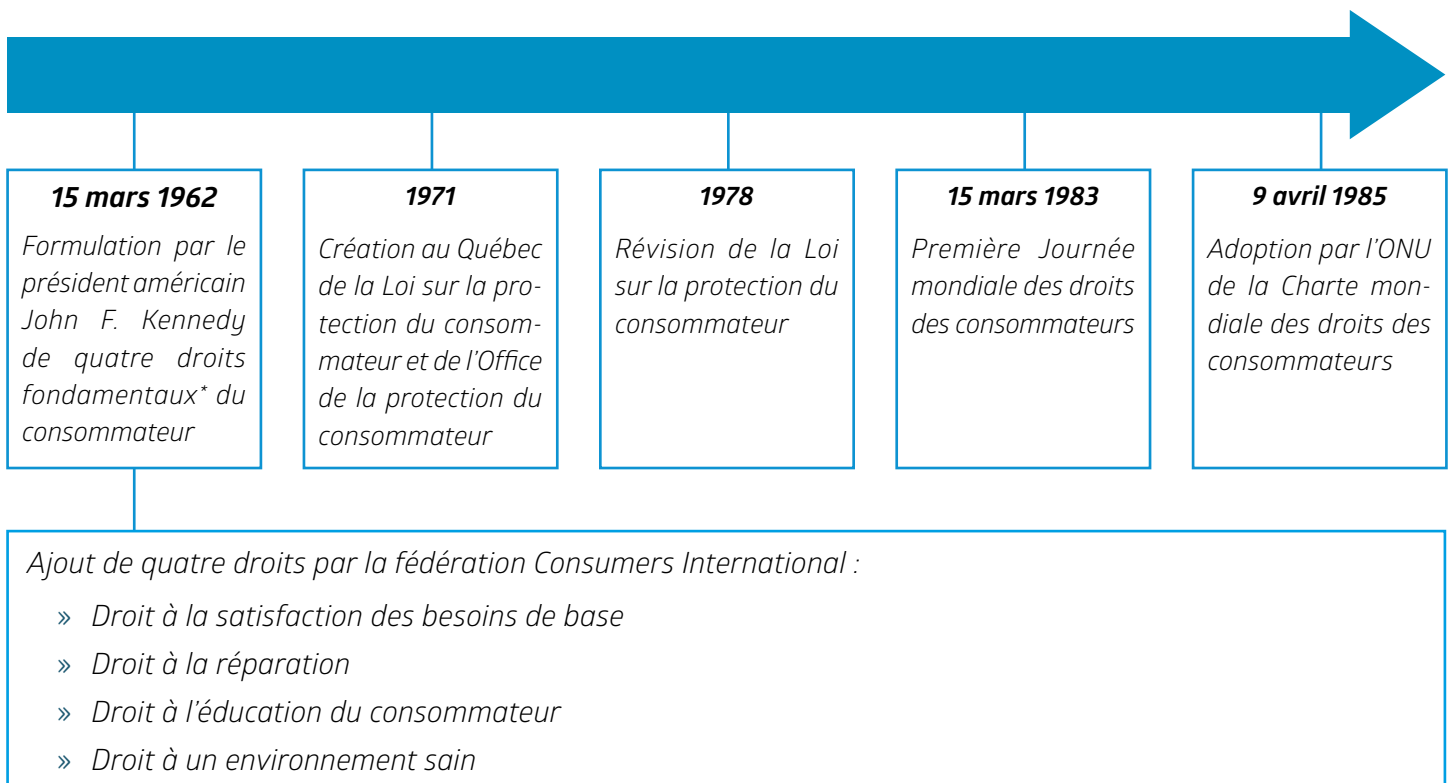 15 mars 1962
Formulation par le
président américain
John F. Kennedy
de quatre droits
fondamentaux* du
consommateur
1971
Création au Québec
de la Loi sur la pro-
tection du consom-
mateur et de l'Office
de la protection du
consommateur
1978
Révision de la Loi
sur la protection du
consommateur
15 mars 1983
Première Journée
mondiale des droits
des consommateurs
9 avril 1985
Adoption par l'ONU
de la Charte mon-
diale des droits des
consommateurs
Ajout de quatre droits par la fédération Consumers International :
» Droit à la satisfaction des besoins de base
» Droit à la réparation
» Droit à l'éducation du consommateur
» Droit à un environnement sain